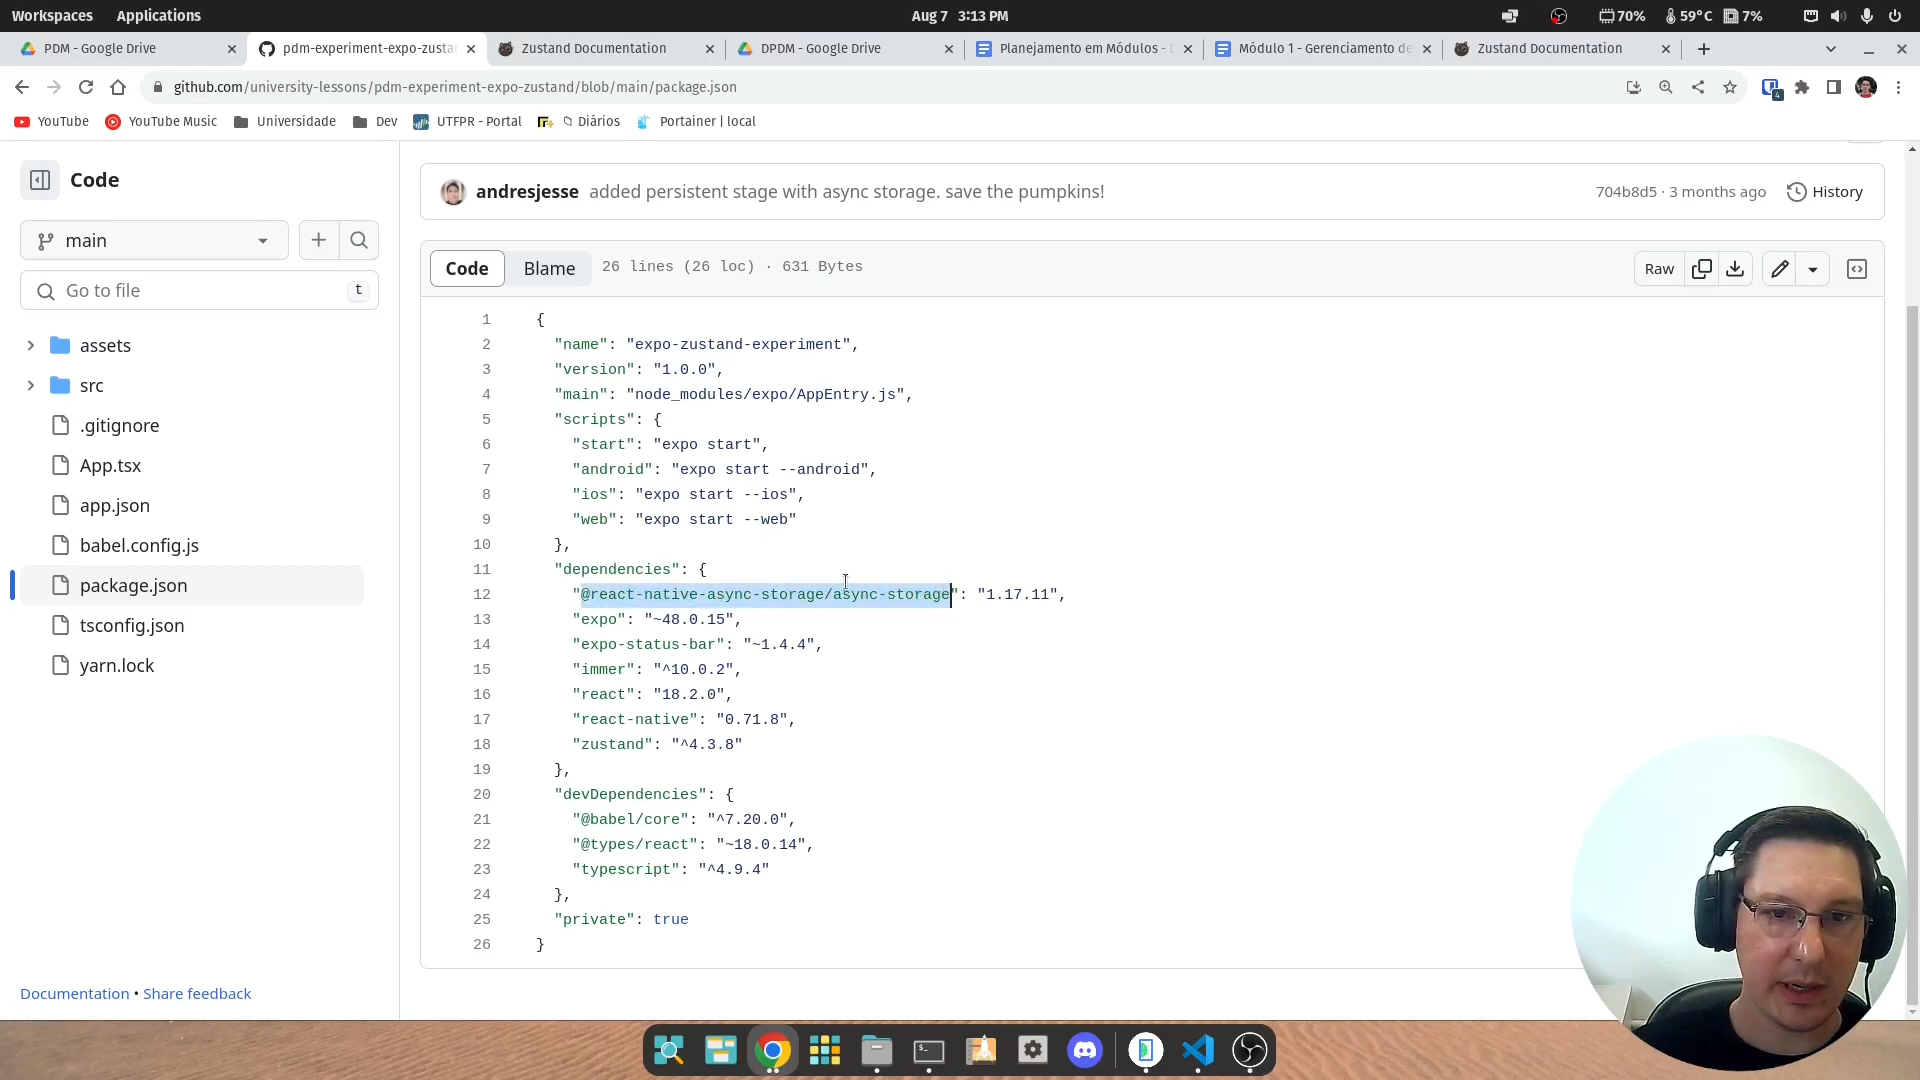 Workspaces Applications Aug 7 3:13 PM 70% 59°C 7%
PDM - Google Drive pdm-experiment-expo-zusta Zustand Documentation DPDM - Google Drive Planejamento em Módulos - Módulo 1 - Gerenciamento de Zustand Documentation
github.com/university-lessons/pdm-experiment-expo-zustand/blob/main/package.json 4
YouTube YouTube Music Universidade Dev UTFPR - Portal Diários Portainer | local
Code
main
Go to file t
assets
src
.gitignore
App.tsx
app.json
babel.config.js
package.json
tsconfig.json
yarn.lock
Documentation • Share feedback
andresjesse added persistent stage with async storage. save the pumpkins! 704b8d5 · 3 months ago History
Code Blame 26 lines (26 loc) · 631 Bytes Raw
1 {
2 "name": "expo-zustand-experiment",
3 "version": "1.0.0",
4 "main": "node_modules/expo/AppEntry.js",
5 "scripts": {
6 "start": "expo start",
7 "android": "expo start --android",
8 "ios": "expo start --ios",
9 "web": "expo start --web"
10 },
11 "dependencies": {
12 "@react-native-async-storage/async-storage": "1.17.11",
13 "expo": "~48.0.15",
14 "expo-status-bar": "~1.4.4",
15 "immer": "^10.0.2",
16 "react": "18.2.0",
17 "react-native": "0.71.8",
18 "zustand": "^4.3.8"
19 },
20 "devDependencies": {
21 "@babel/core": "^7.20.0",
22 "@types/react": "~18.0.14",
23 "typescript": "^4.9.4"
24 },
25 "private": true
26 }